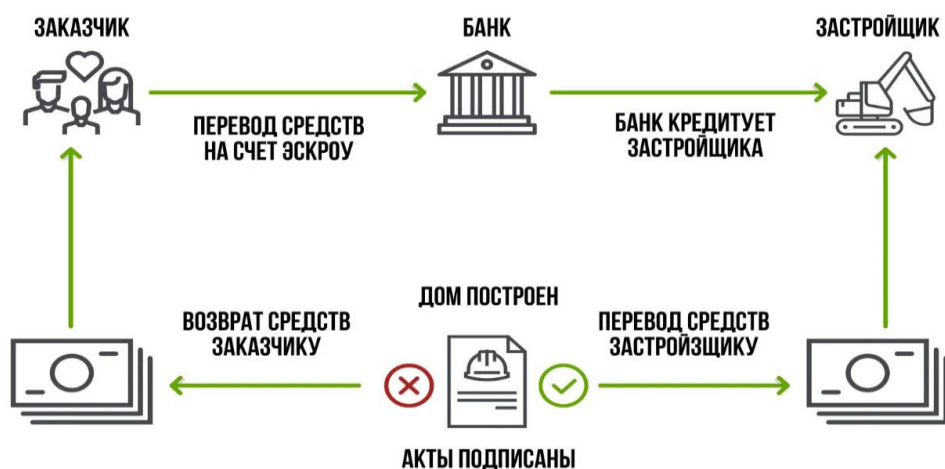 ЗАКАЗЧИК
БАНК
ЗАСТРОЙЩИК
ПЕРЕВОД СРЕДСТВ
НА СЧЕТ ЭСКРОУ
БАНК КРЕДИТУЕТ
ЗАСТРОЙЩИКА
ДОМ ПОСТРОЕН
ВОЗВРАТ СРЕДСТВ
ЗАКАЗЧИКУ
ПЕРЕВОД СРЕДСТВ
ЗАСТРОЙЗЩИКУ
АКТЫ ПОДПИСАНЫ